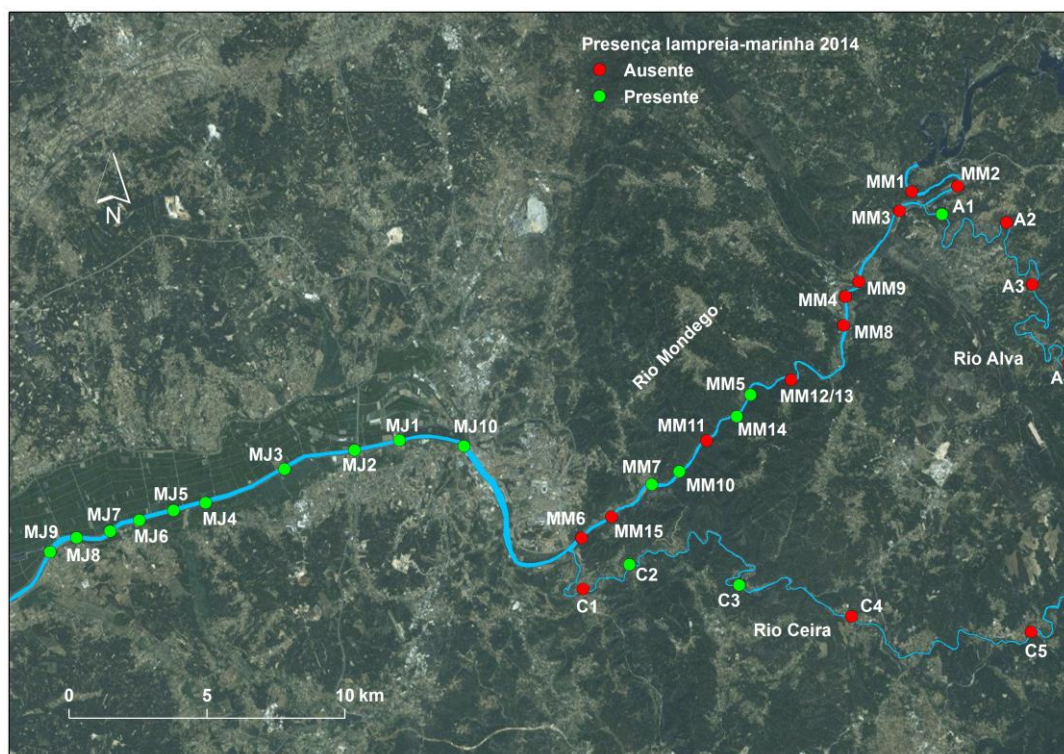 Presença lampreia-marinha 2014
Ausente
Presente
N
MM1
MM2
MM3
A1
A2
A3
MM9
MM4
MM8
Rio Mondego
Rio Alva
A
MM5
MM12/13
MM14
MM11
MJ10
MJ1
MJ2
MJ3
MM7
MM10
MJ5
MJ4
MJ7
MJ6
MJ9
MJ8
MM6
MM15
C2
C1
C3
C4
Rio Ceira
C5
0 5 10 km